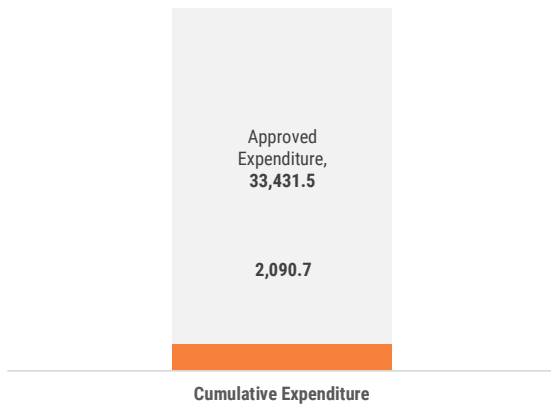 Approved
Expenditure,
33,431.5
2,090.7
Cumulative Expenditure